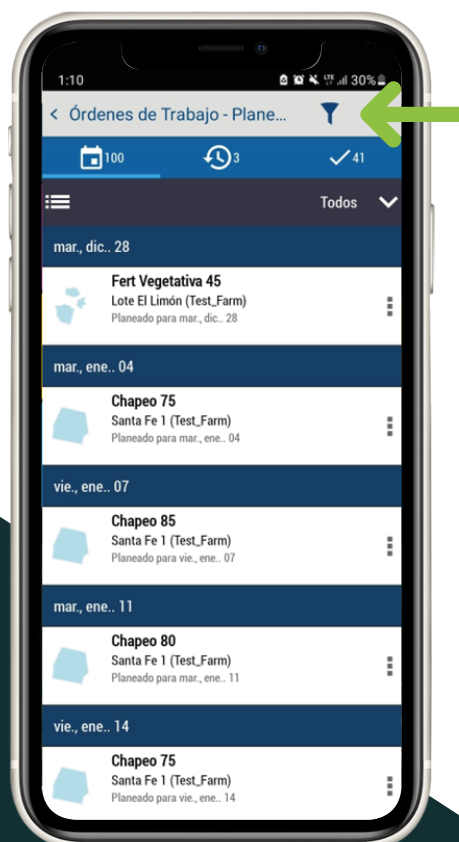 1:10 LTE 30%
< Órdenes de Trabajo - Plane...
100 3 41
Todos
mar., dic.. 28
Fert Vegetativa 45
Lote El Limón (Test_Farm)
Planeado para mar., dic.. 28
mar., ene.. 04
Chapeo 75
Santa Fe 1 (Test_Farm)
Planeado para mar., ene.. 04
vie., ene.. 07
Chapeo 85
Santa Fe 1 (Test_Farm)
Planeado para vie., ene.. 07
mar., ene.. 11
Chapeo 80
Santa Fe 1 (Test_Farm)
Planeado para mar., ene.. 11
vie., ene.. 14
Chapeo 75
Santa Fe 1 (Test_Farm)
Planeado para vie., ene.. 14